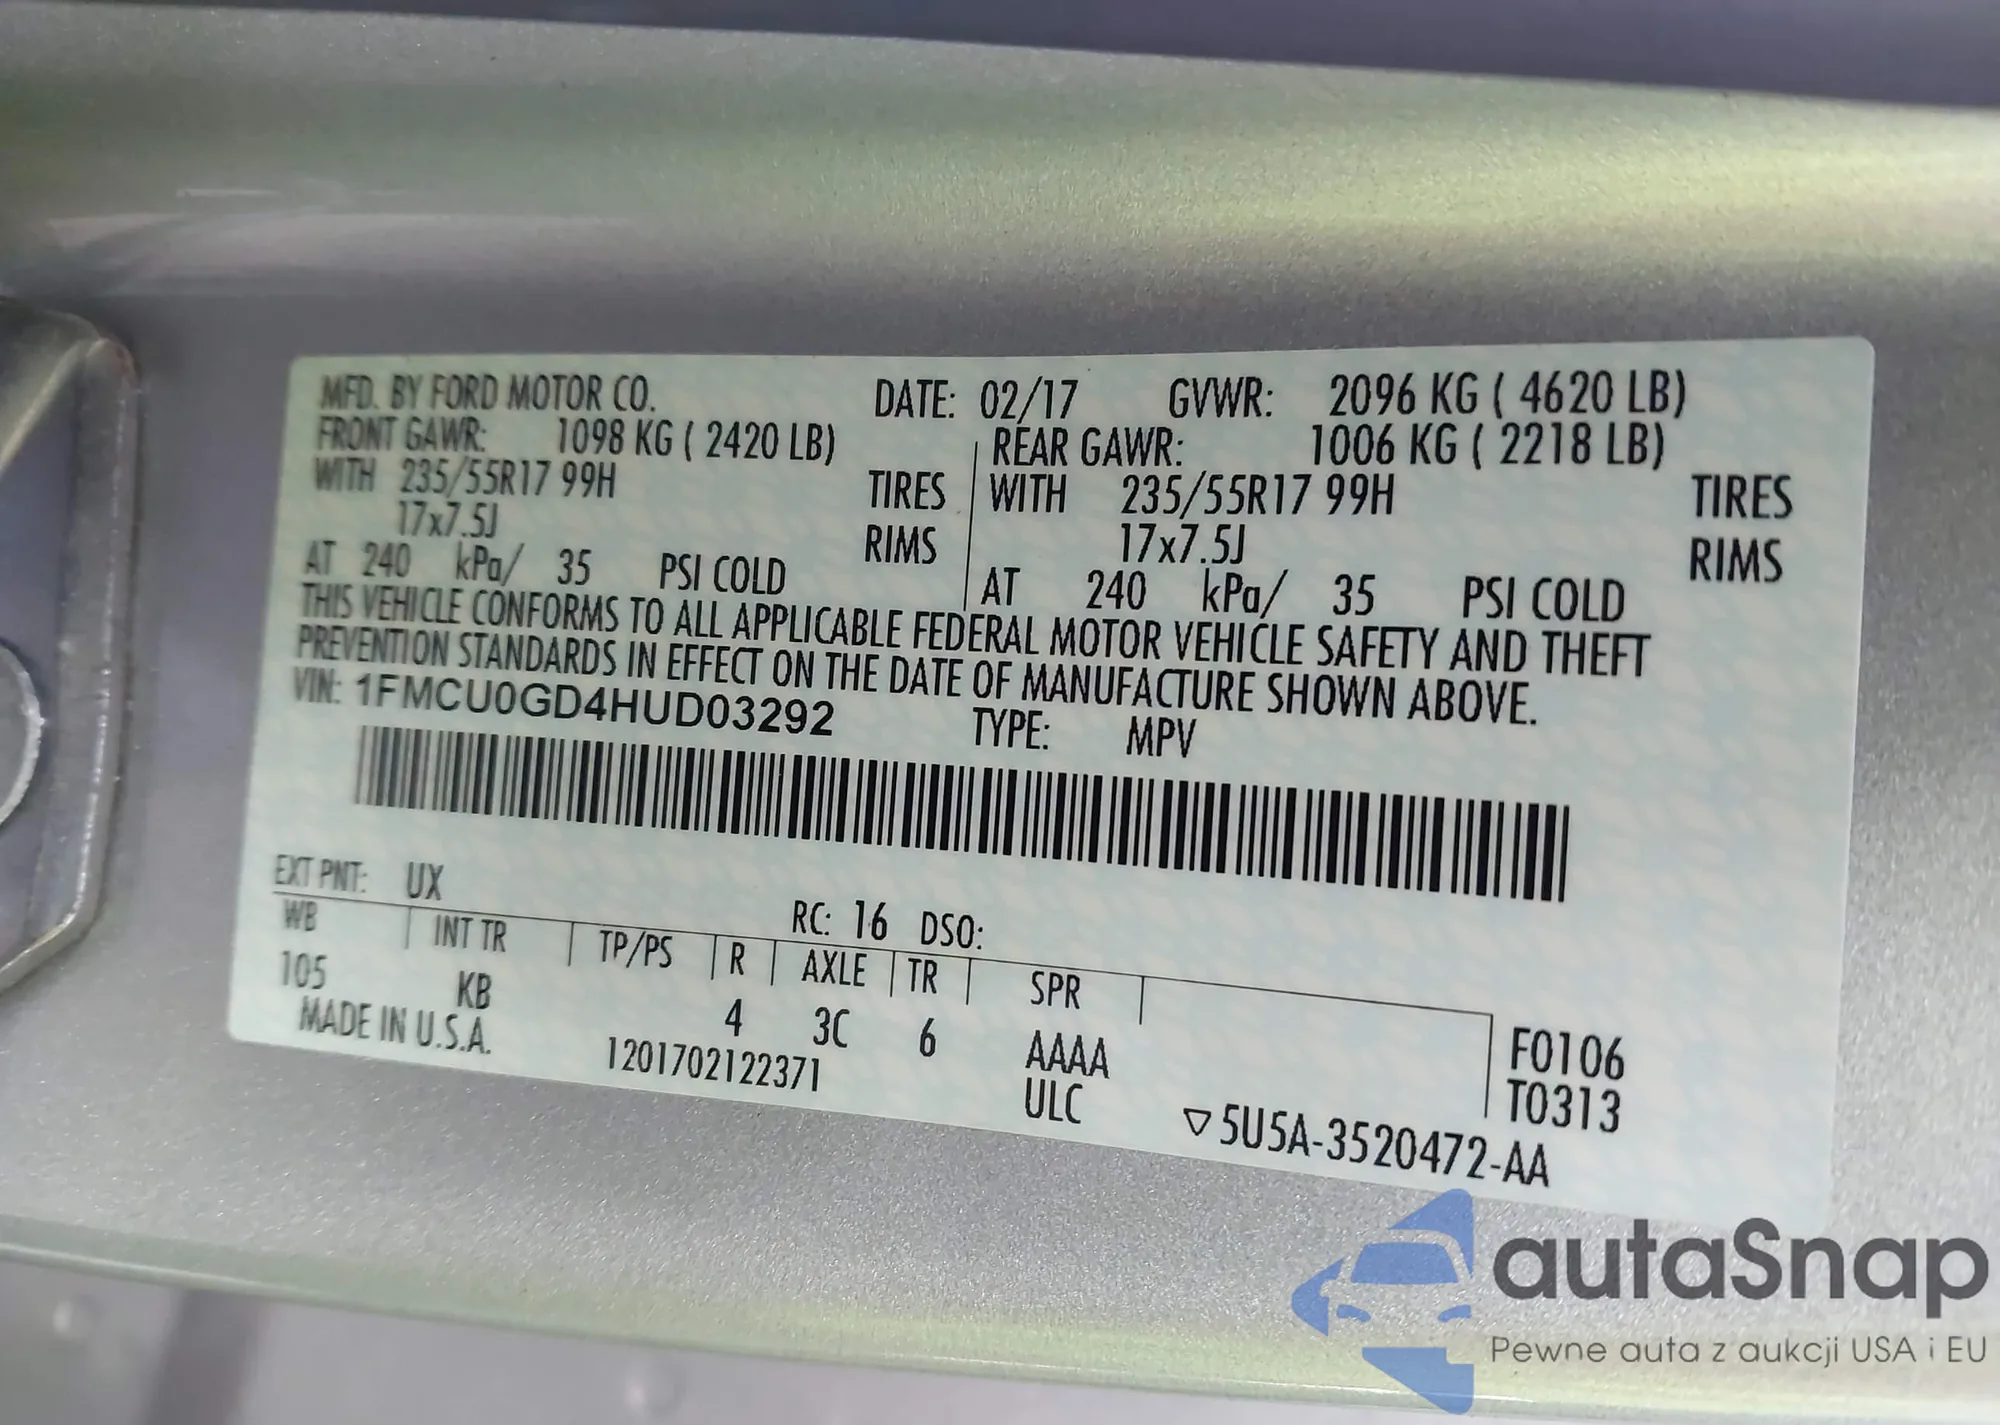 MFD. BY FORD MOTOR CO. DATE: 02/17 GVWR: 2096 KG ( 4620 LB)
FRONT GAWR: 1098 KG ( 2420 LB) REAR GAWR: 1006 KG ( 2218 LB)
WITH 235/55R17 99H TIRES WITH 235/55R17 99H TIRES
17x7.5J RIMS 17x7.5J RIMS
AT 240 kPa/ 35 PSI COLD AT 240 kPa/ 35 PSI COLD
THIS VEHICLE CONFORMS TO ALL APPLICABLE FEDERAL MOTOR VEHICLE SAFETY AND THEFT
PREVENTION STANDARDS IN EFFECT ON THE DATE OF MANUFACTURE SHOWN ABOVE.
VIN: 1FMCU0GD4HUD03292 TYPE: MPV
EXT PNT: UX RC: 16 DSO:
WB INT TR TP/PS R AXLE TR SPR
105 KB 4 3C 6 AAAA F0106
MADE IN U.S.A. 1201702122371 ULC T0313
▽5U5A-3520472-AA
autaSnap
Pewne auta z aukcji USA i EU